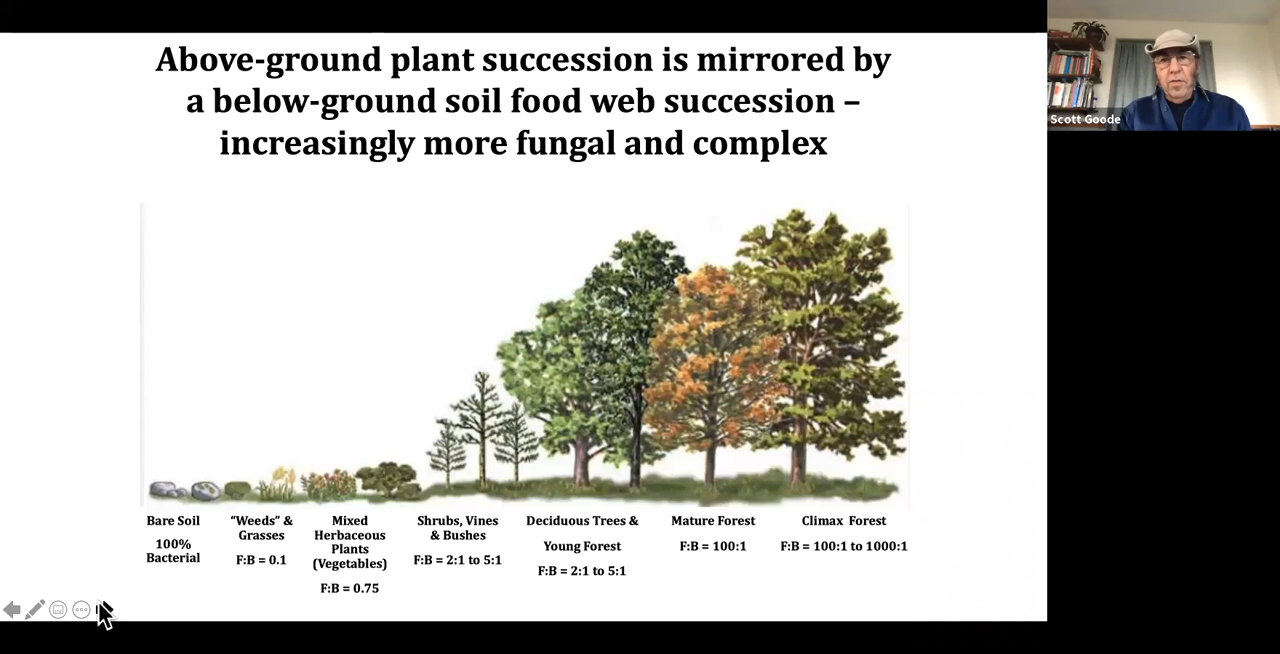 Above-ground plant succession is mirrored by
a below-ground soil food web succession –
increasingly more fungal and complex
Scott Goode
Bare Soil
100%
Bacterial
“Weeds” &
Grasses
F:B = 0.1
Mixed
Herbaceous
Plants
(Vegetables)
F:B = 0.75
Shrubs, Vines
& Bushes
F:B = 2:1 to 5:1
Deciduous Trees &
Young Forest
F:B = 2:1 to 5:1
Mature Forest
F:B = 100:1
Climax Forest
F:B = 100:1 to 1000:1